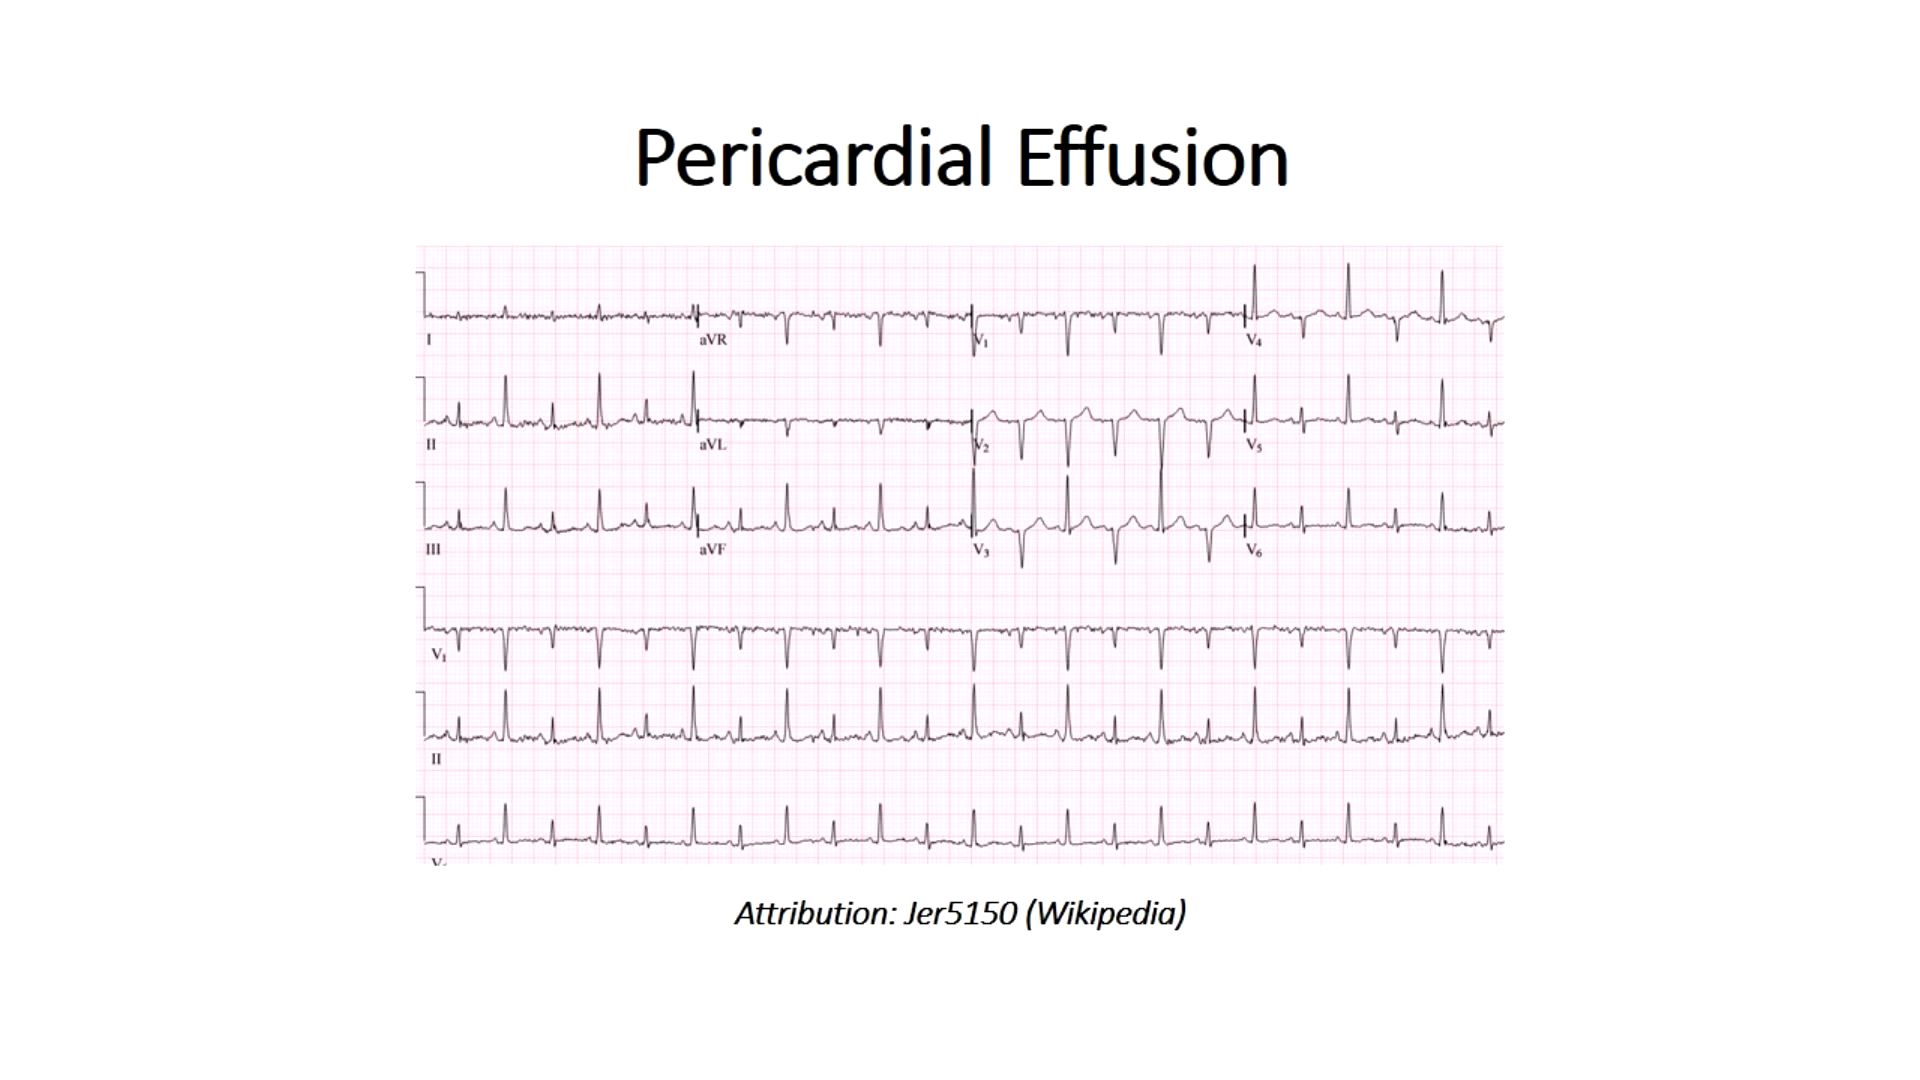 Pericardial Effusion
I aVR V1 V4
II aVL V2 V5
III aVF V3 V6
V1
II
Attribution: Jer5150 (Wikipedia)